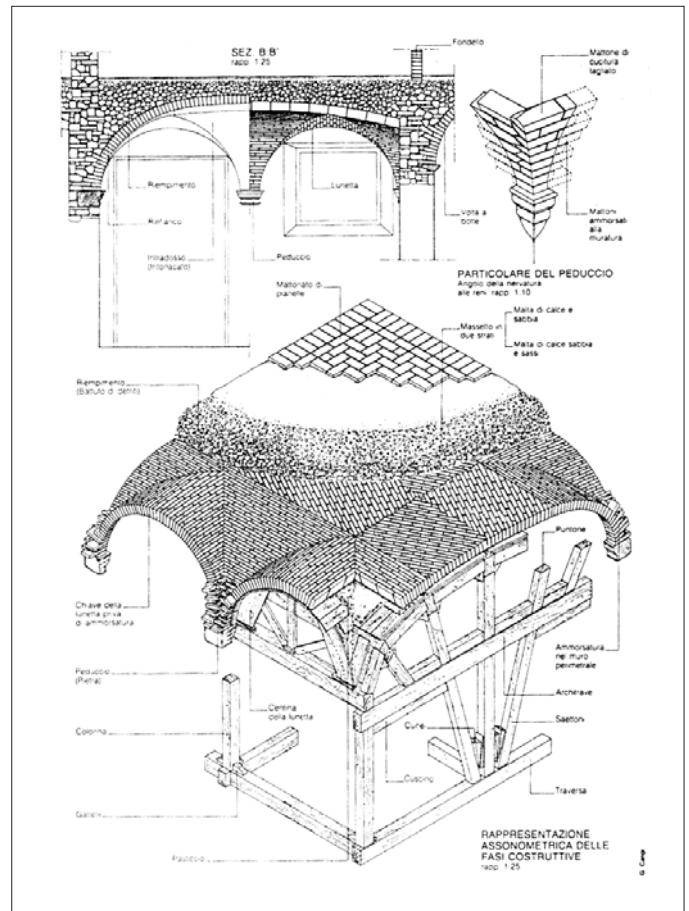 SEZ. B.B'
rapp. 1:25
Fondello
Mattone di
cucitura
tagliato
Riempimento
Lunetta
Rinfianco
Volta a
botte
Mattoni
ammorsati
alla
muratura
Intradosso
(Intonacato)
Peduccio
PARTICOLARE DEL PEDUCCIO
Angolo della nervatura
alle reni rapp. 1:10
Mattonato di
pianelle
Massetto in
due strati
Malta di calce e
sabbia
Malta di calce sabbia
e sassi
Riempimento
(Battuto di detriti)
Puntone
Chiave della
lunetta priva
di ammorsatura
Ammorsatura
nel muro
perimetrale
Peduccio
(Pietra)
Centina
della lunetta
Architrave
Colonna
Cunei
Saettoni
Cuscino
Traversa
RAPPRESENTAZIONE
ASSONOMETRICA DELLE
FASI COSTRUTTIVE
rapp. 1:25